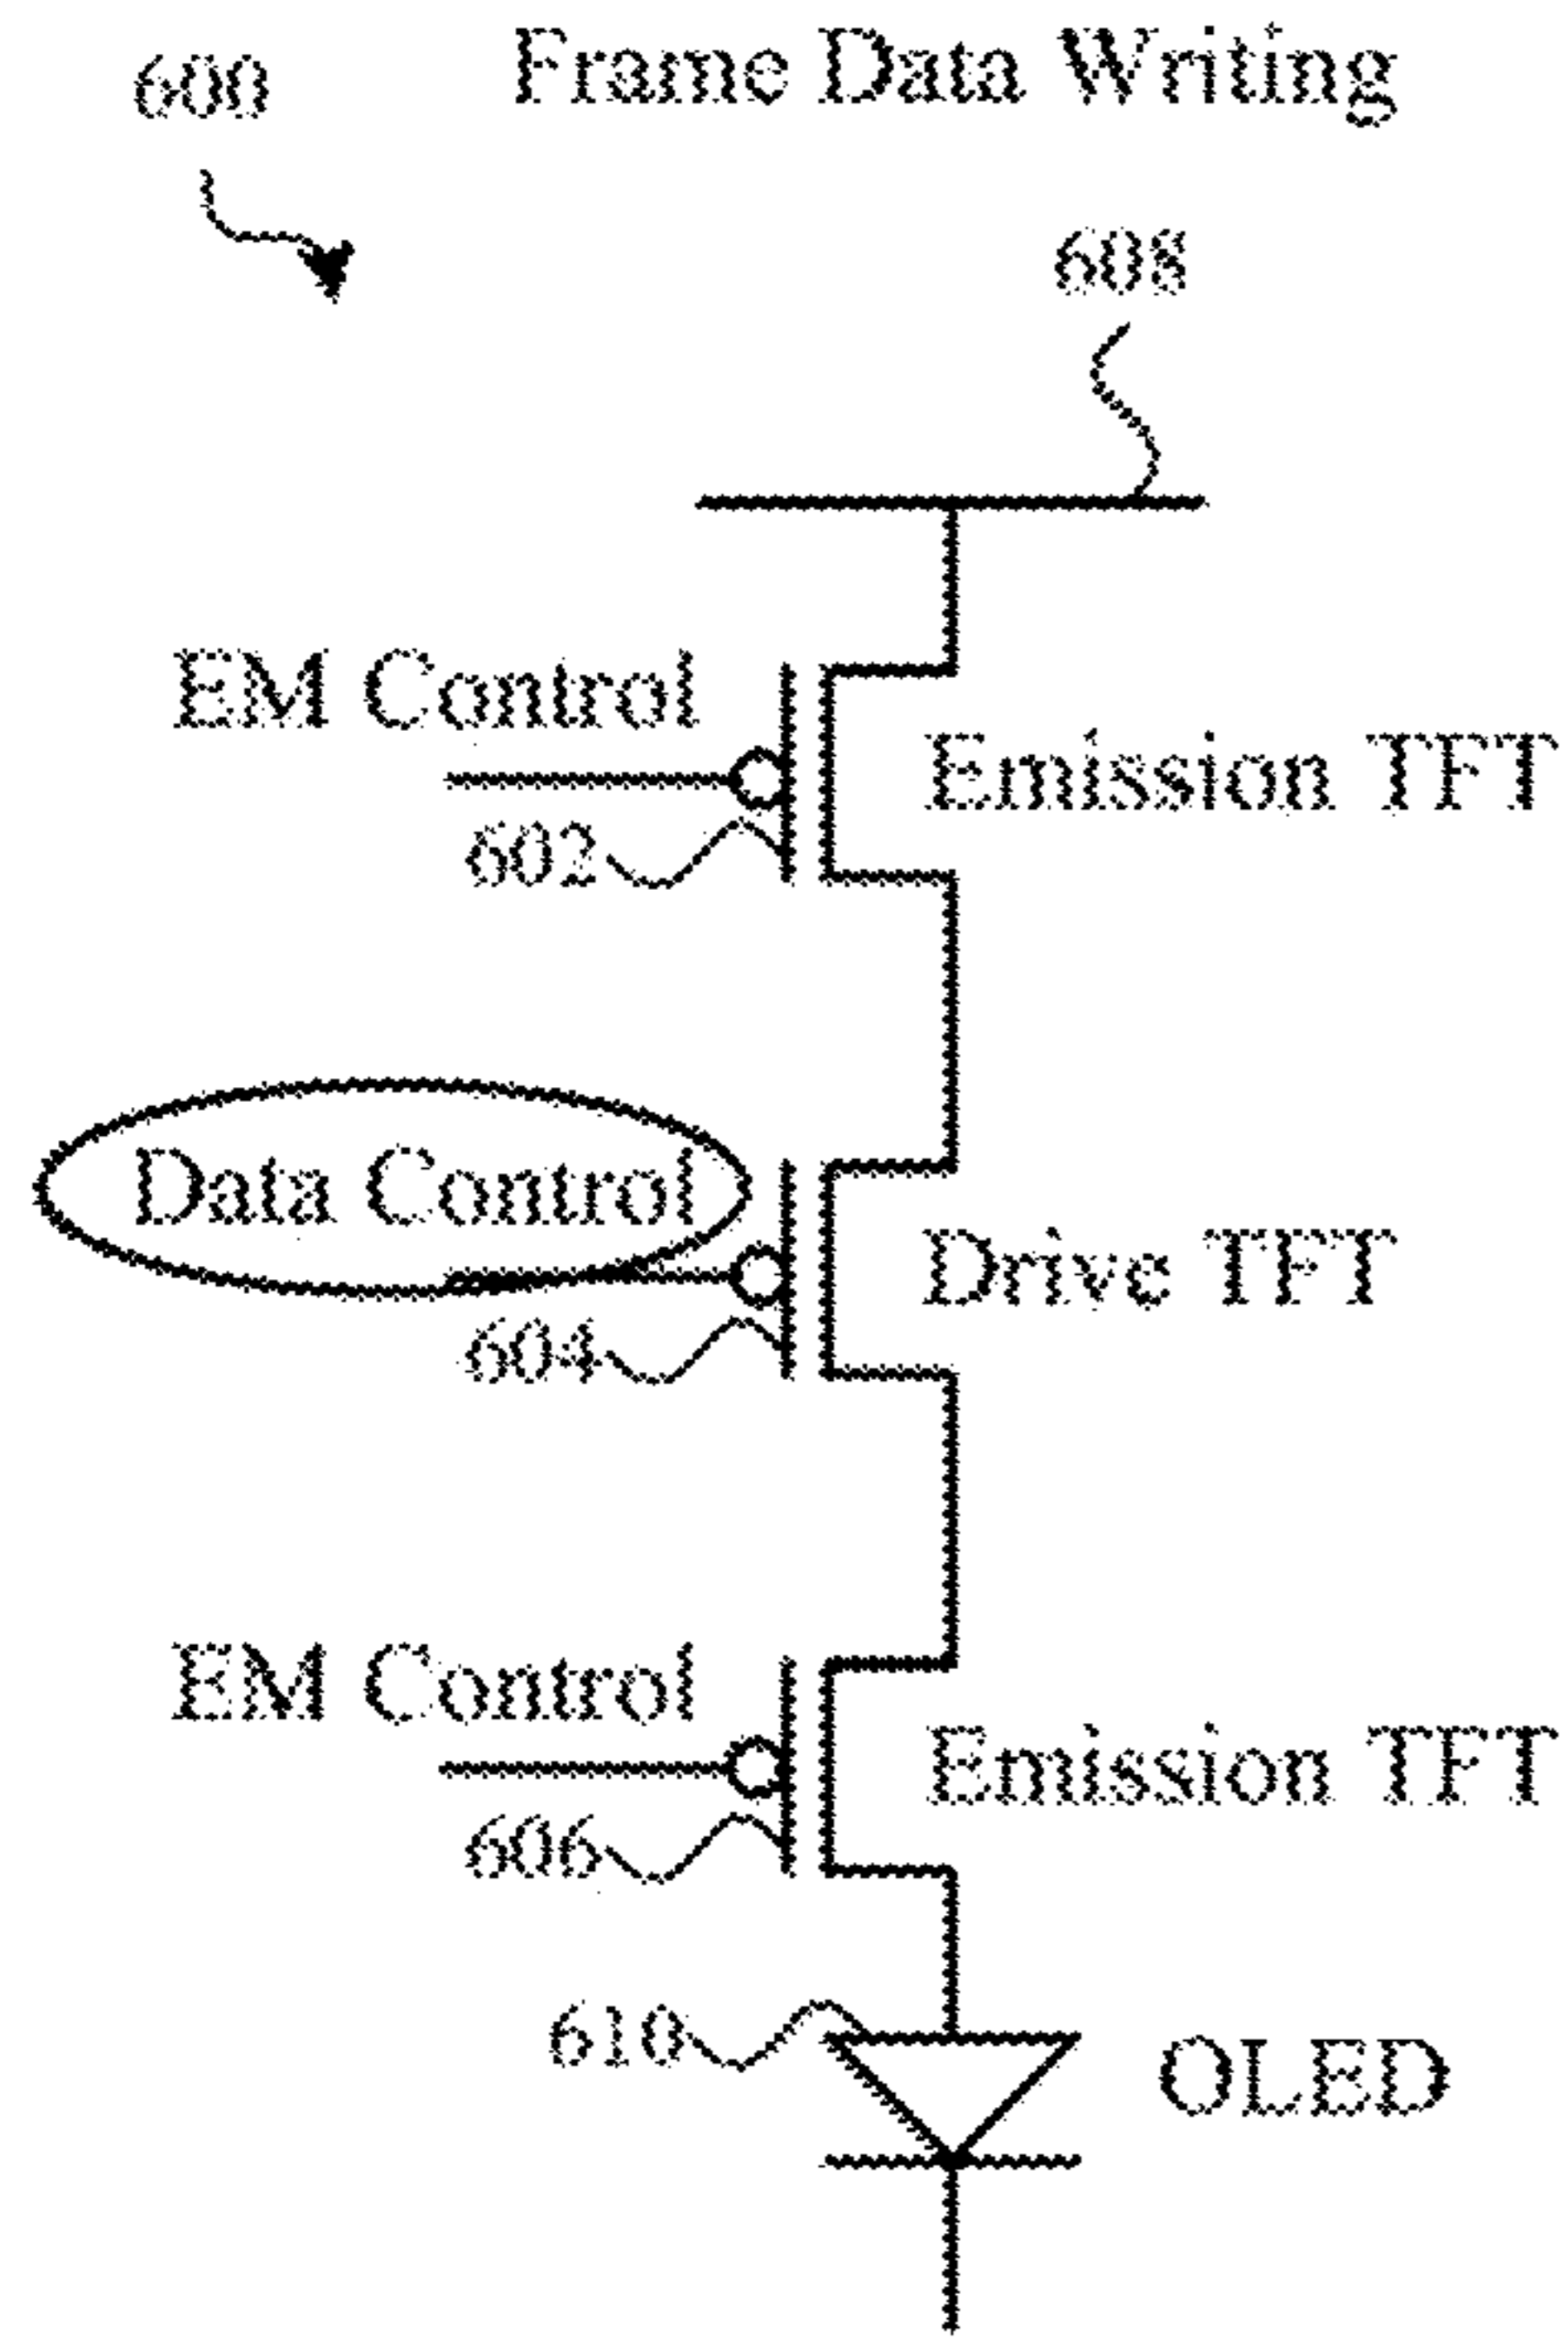 600
Frame Data Writing
608
EM Control
Emission TFT
602
Data Control
Drive TFT
604
EM Control
Emission TFT
606
610
OLED